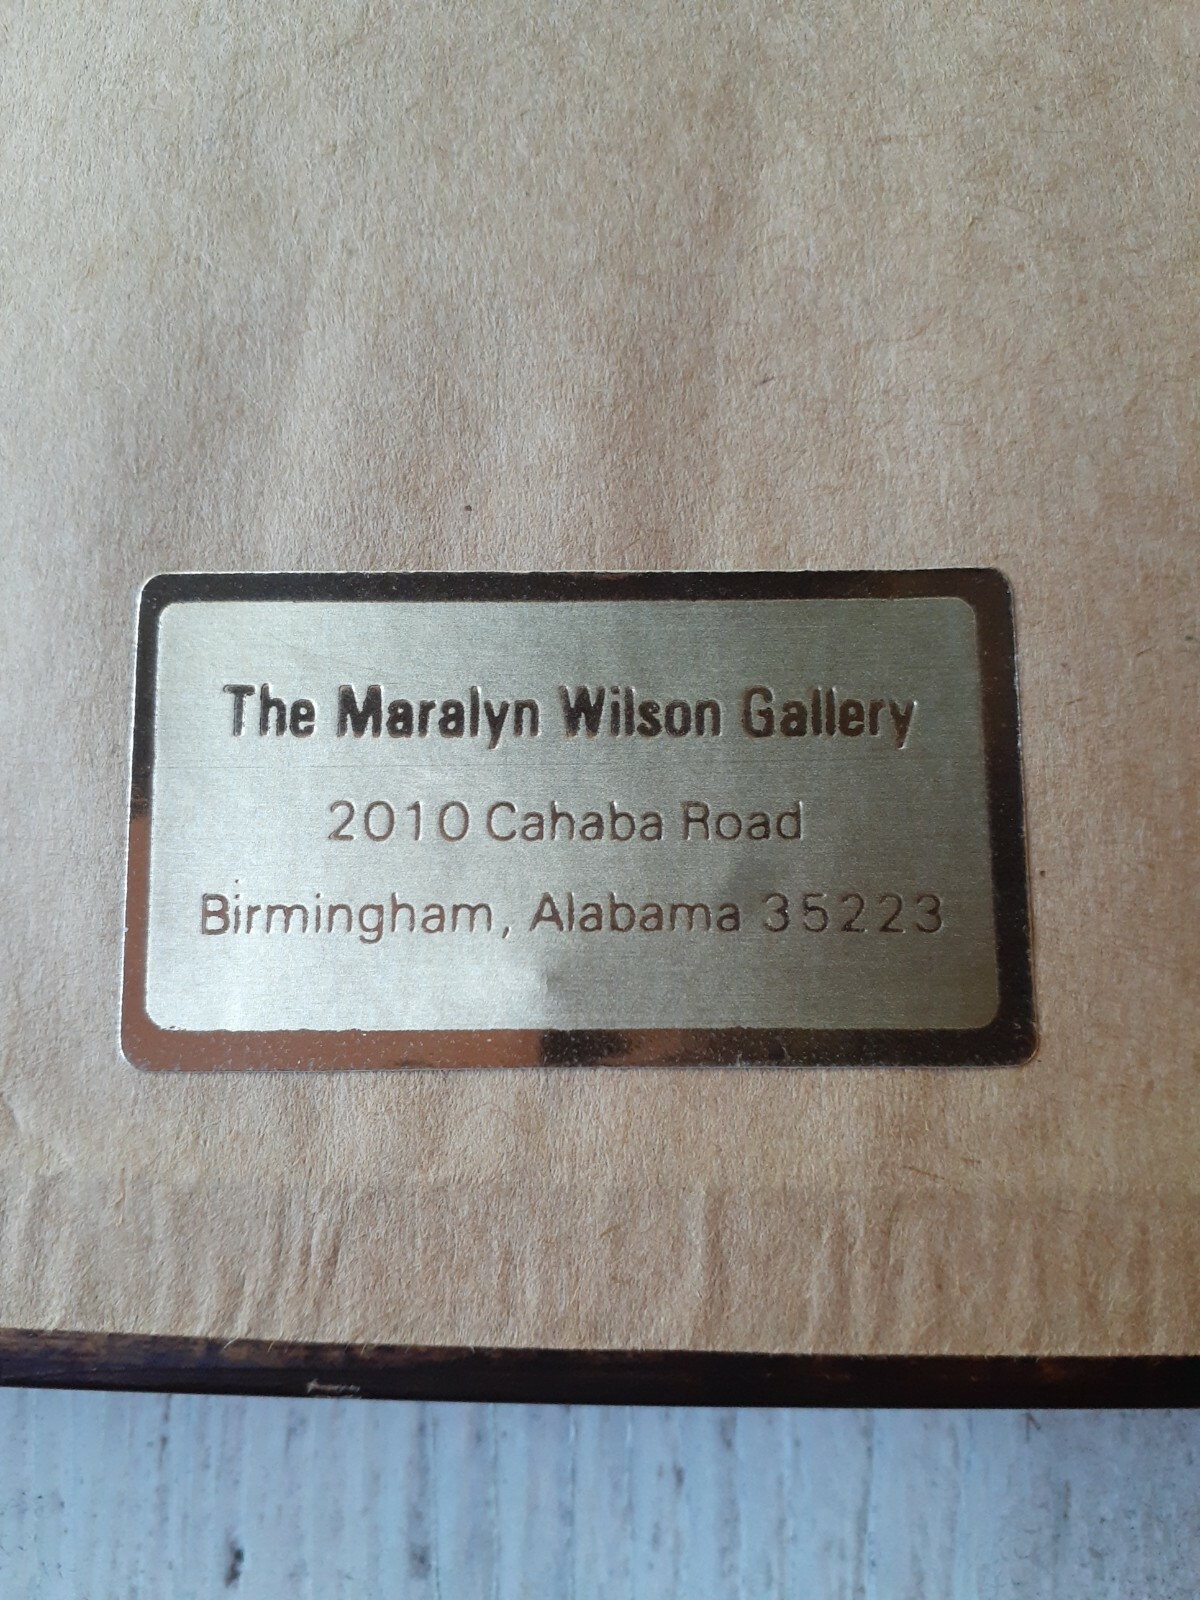 The Maralyn Wilson Gallery
2010 Cahaba Road
Birmingham, Alabama 35223